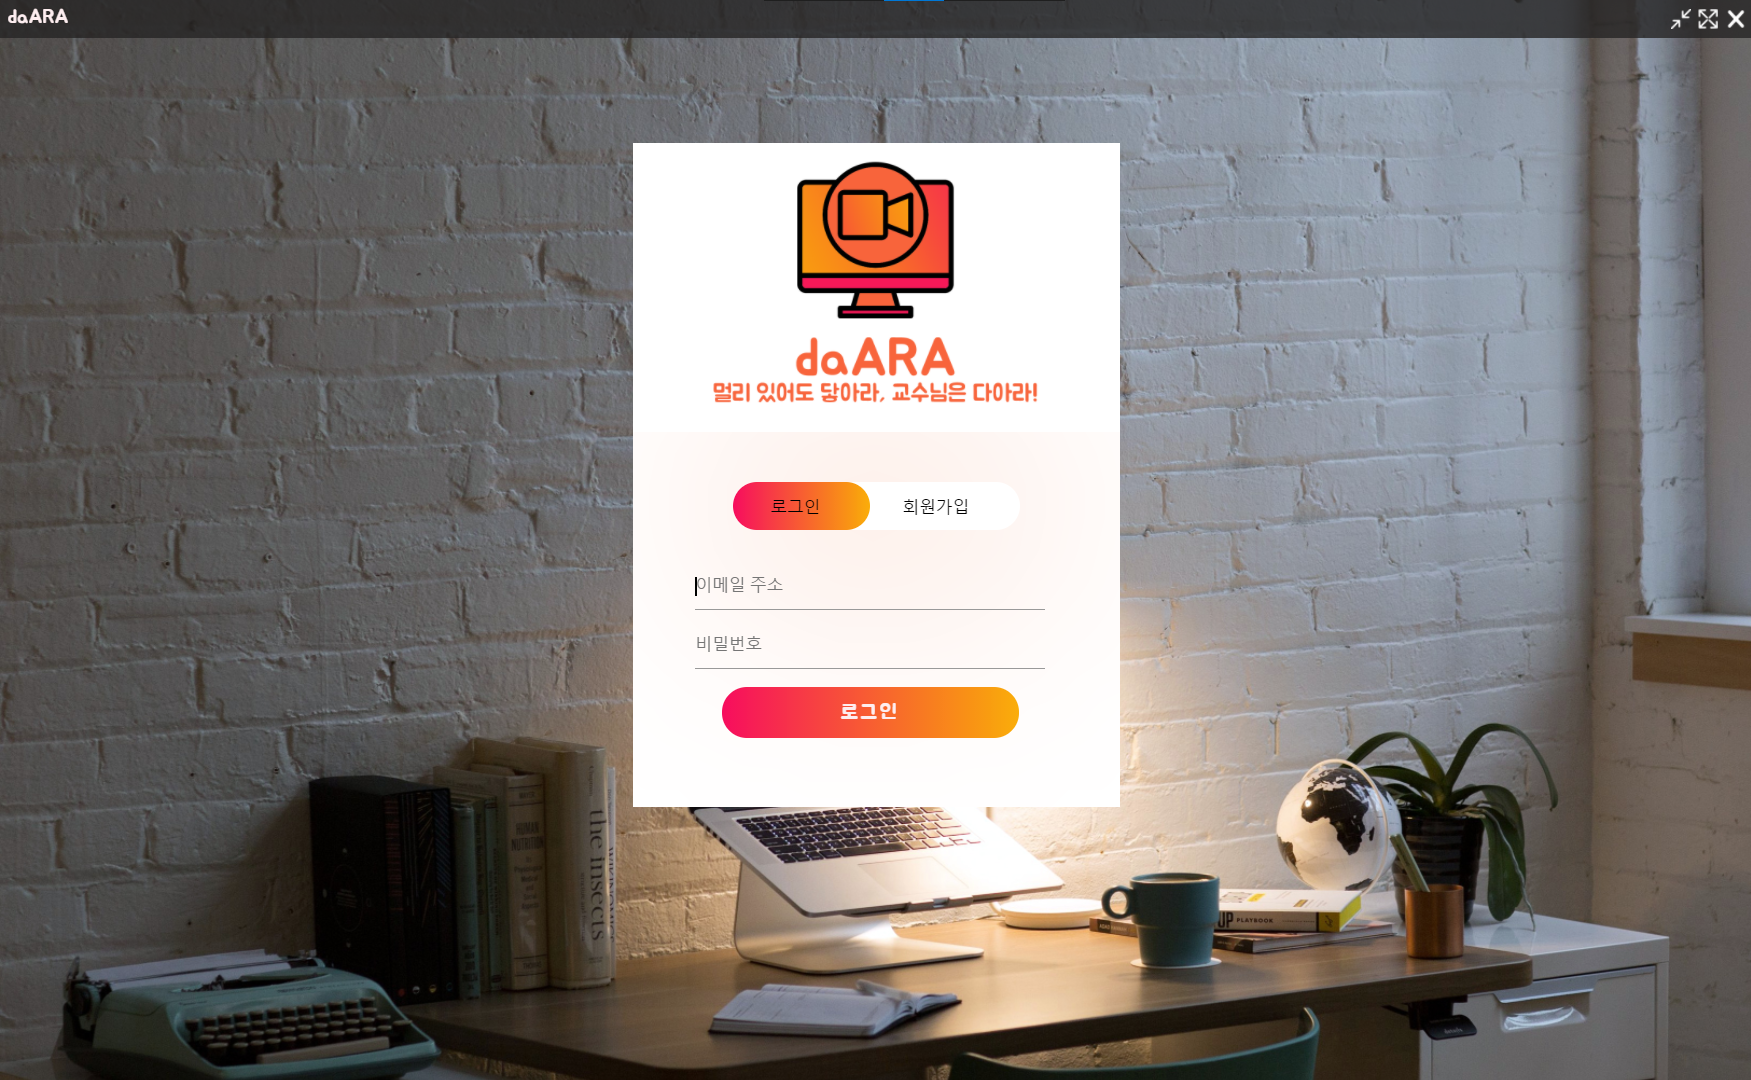 daARA
daARA
멀리 있어도 닿아라, 교수님은 다아라!
로그인 회원가입
이메일 주소
비밀번호
로그인
WHITE
HUMAN
NUTRITION
the insects
UP PLAYBOOK